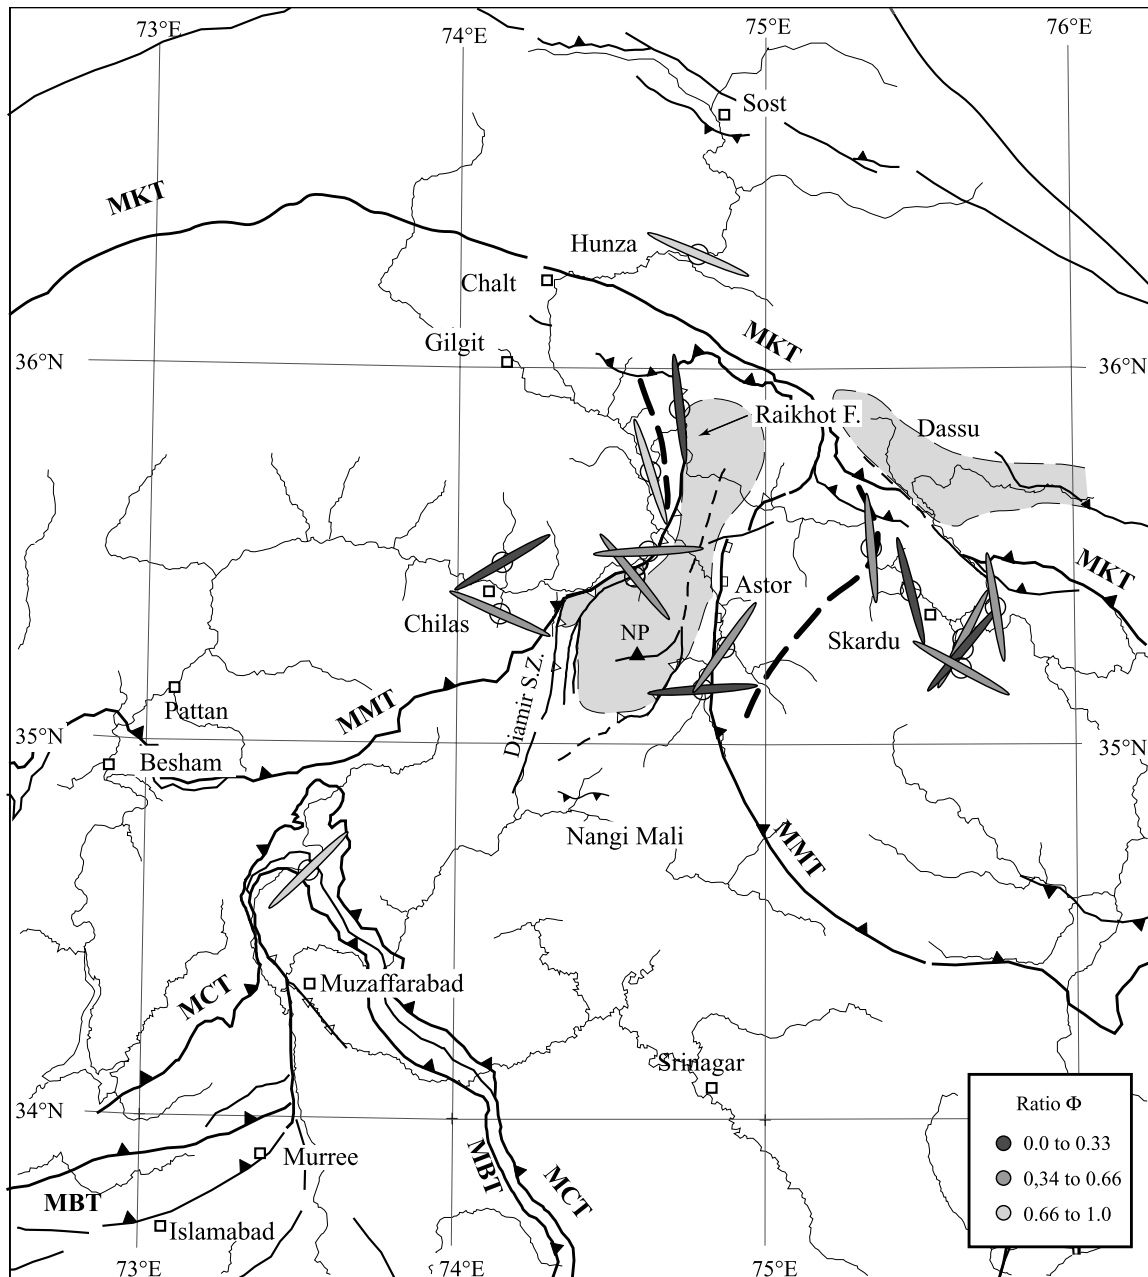 73°E
74°E
75°E
76°E
Sost
MKT
Hunza
Chalt
MKT
Gilgit
36°N
36°N
Raikhot F.
Dassu
MKT
Astor
Chilas
NP
Skardu
Diamir S.Z.
Pattan
MMT
35°N
35°N
Besham
Nangi Mali
MMT
Muzaffarabad
MCT
Srinagar
34°N
Ratio Φ
0.0 to 0.33
0,34 to 0.66
0.66 to 1.0
Murree
MBT
MCT
MBT
Islamabad
73°E
74°E
75°E